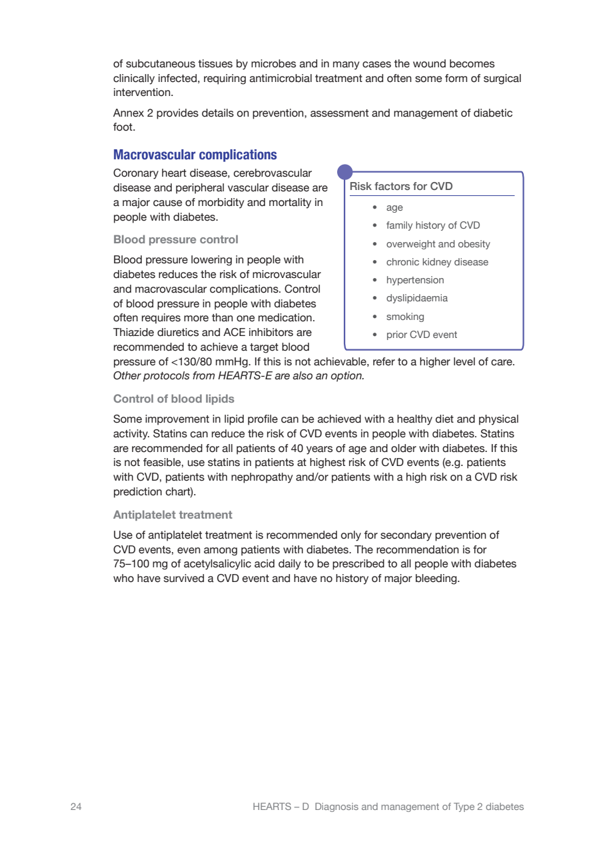 of subcutaneous tissues by microbes and in many cases the wound becomes
clinically infected, requiring antimicrobial treatment and often some form of surgical
intervention.
Annex 2 provides details on prevention, assessment and management of diabetic
foot.
Macrovascular complications
Coronary heart disease, cerebrovascular
disease and peripheral vascular disease are
a major cause of morbidity and mortality in
people with diabetes.
Blood pressure control
Blood pressure lowering in people with
diabetes reduces the risk of microvascular
and macrovascular complications. Control
of blood pressure in people with diabetes
often requires more than one medication.
Thiazide diuretics and ACE inhibitors are
recommended to achieve a target blood
pressure of <130/80 mmHg. If this is not achievable, refer to a higher level of care.
Other protocols from HEARTS-E are also an option.
Risk factors for CVD
• age
• family history of CVD
• overweight and obesity
• chronic kidney disease
• hypertension
• dyslipidaemia
• smoking
• prior CVD event
Control of blood lipids
Some improvement in lipid profile can be achieved with a healthy diet and physical
activity. Statins can reduce the risk of CVD events in people with diabetes. Statins
are recommended for all patients of 40 years of age and older with diabetes. If this
is not feasible, use statins in patients at highest risk of CVD events (e.g. patients
with CVD, patients with nephropathy and/or patients with a high risk on a CVD risk
prediction chart).
Antiplatelet treatment
Use of antiplatelet treatment is recommended only for secondary prevention of
CVD events, even among patients with diabetes. The recommendation is for
75–100 mg of acetylsalicylic acid daily to be prescribed to all people with diabetes
who have survived a CVD event and have no history of major bleeding.
24
HEARTS – D Diagnosis and management of Type 2 diabetes